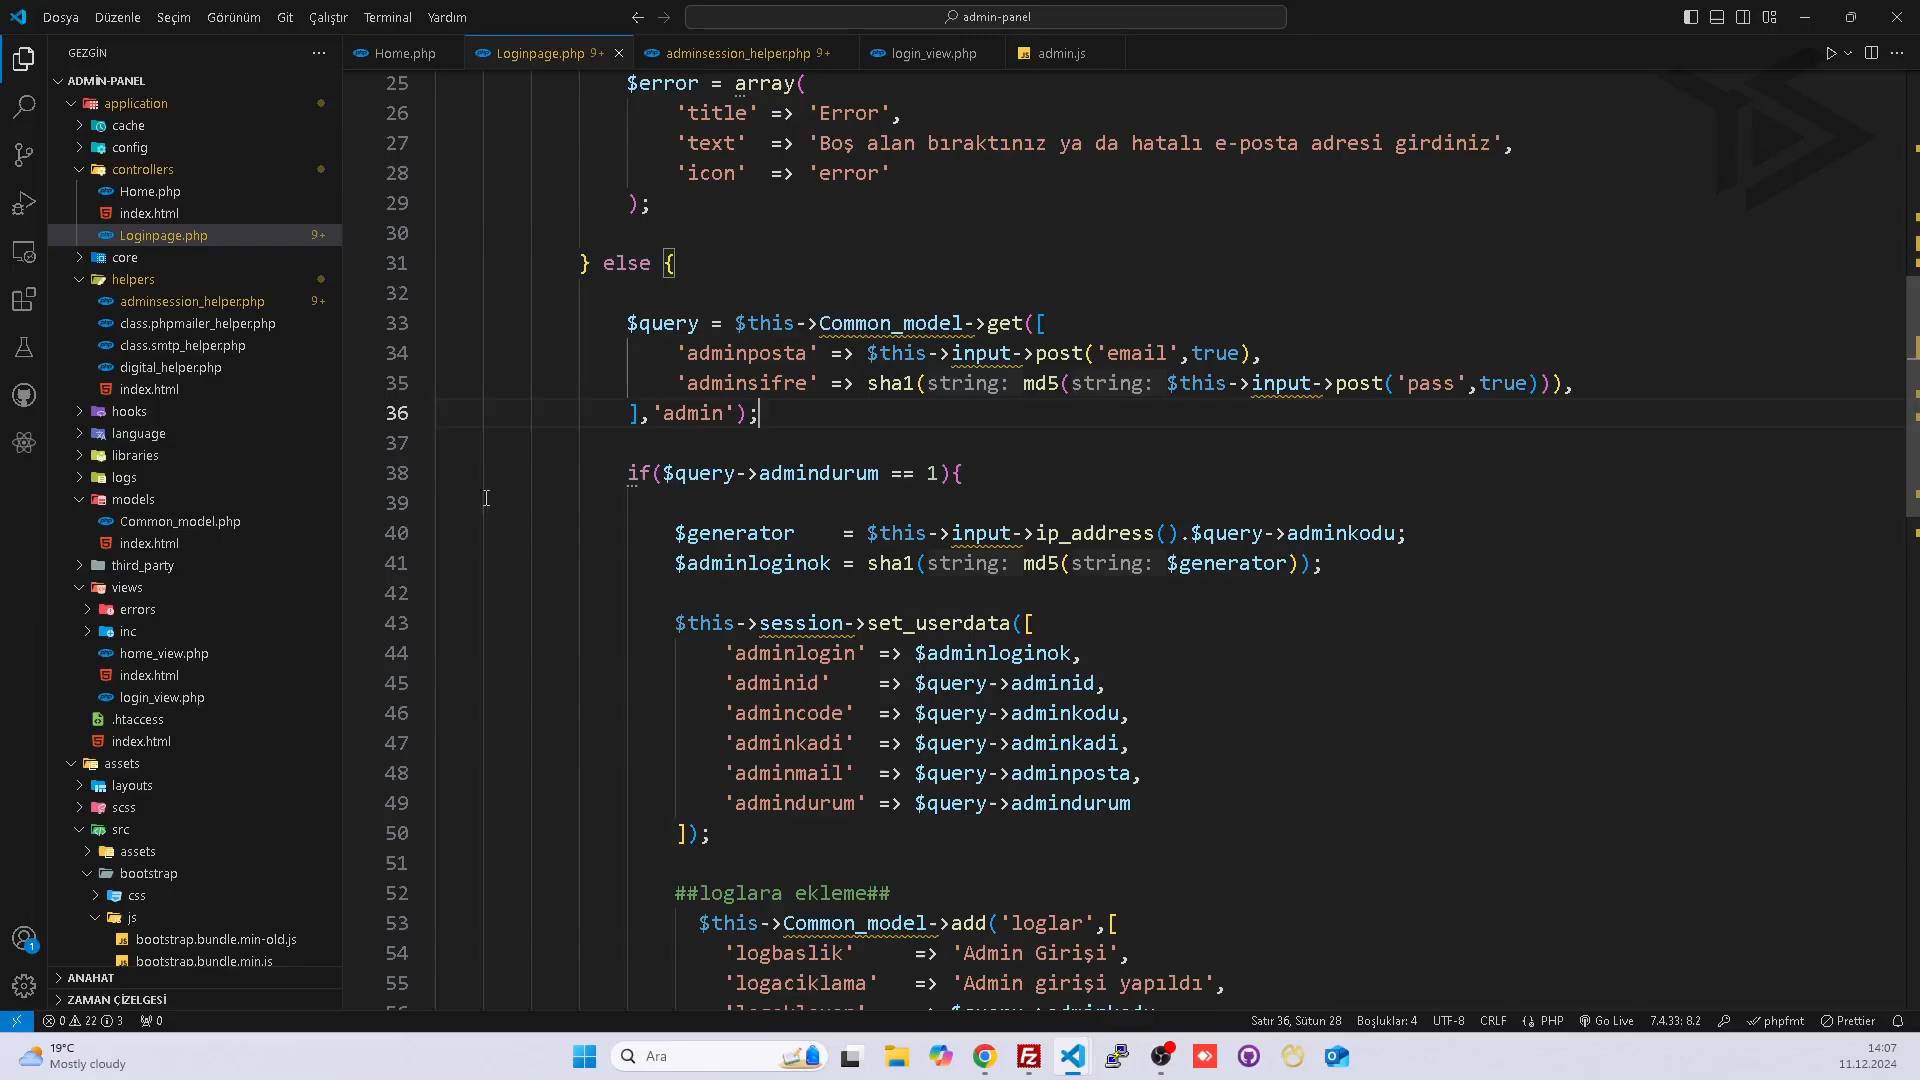 Dosya Düzenle Seçim Görünüm Git Çalıştır Terminal Yardım
admin-panel
GEZGİN
Home.php
Loginpage.php 9+
adminsession_helper.php 9+
login_view.php
admin.js
ADMIN-PANEL
application
cache
config
controllers
Home.php
index.html
Loginpage.php 9+
core
helpers
adminsession_helper.php 9+
class.phpmailer_helper.php
class.smtp_helper.php
digital_helper.php
index.html
hooks
language
libraries
logs
models
Common_model.php
index.html
third_party
views
errors
inc
home_view.php
index.html
login_view.php
.htaccess
index.html
assets
layouts
scss
src
assets
bootstrap
css
js
bootstrap.bundle.min-old.js
bootstrap.bundle.min.js
ANAHAT
ZAMAN ÇİZELGESİ
25 $error = array(
26 'title' => 'Error',
27 'text' => 'Boş alan bıraktınız ya da hatalı e-posta adresi girdiniz',
28 'icon' => 'error'
29 );
30
31 } else {
32
33 $query = $this->Common_model->get([
34 'adminposta' => $this->input->post('email',true),
35 'adminsifre' => sha1(string: md5(string: $this->input->post('pass',true))),
36 ],'admin');
37
38 if($query->admindurum == 1){
39
40 $generator = $this->input->ip_address().$query->adminkodu;
41 $adminloginok = sha1(string: md5(string: $generator));
42
43 $this->session->set_userdata([
44 'adminlogin' => $adminloginok,
45 'adminid' => $query->adminid,
46 'admincode' => $query->adminkodu,
47 'adminkadi' => $query->adminkadi,
48 'adminmail' => $query->adminposta,
49 'admindurum' => $query->admindurum
50 ]);
51
52 ##loglara ekleme##
53 $this->Common_model->add('loglar',[
54 'logbaslik' => 'Admin Girişi',
55 'logaciklama' => 'Admin girişi yapıldı',
0 22 3 0
Satır 36, Sütun 28 Boşluklar: 4 UTF-8 CRLF PHP Go Live 7.4.33: 8.2 phpfmt Prettier
19°C
Mostly cloudy
Ara
14:07
11.12.2024